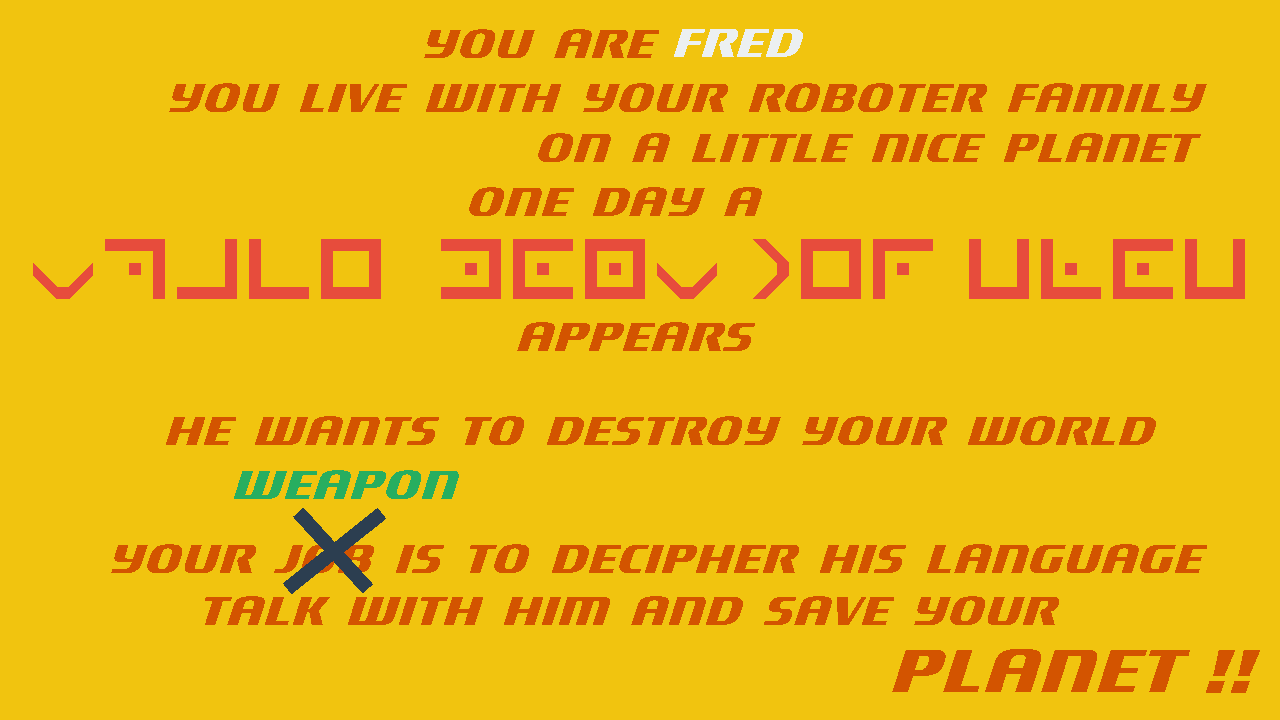 YOU ARE FRED
YOU LIVE WITH YOUR ROBOTER FAMILY
ON A LITTLE NICE PLANET
ONE DAY A
APPEARS
HE WANTS TO DESTROY YOUR WORLD
WEAPON
YOUR JOB IS TO DECIPHER HIS LANGUAGE
TALK WITH HIM AND SAVE YOUR
PLANET !!